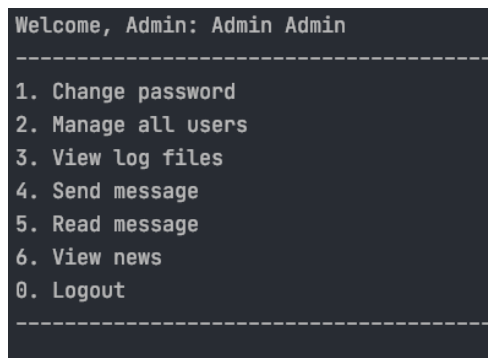 Welcome, Admin: Admin Admin
---------------------------------------
1. Change password
2. Manage all users
3. View log files
4. Send message
5. Read message
6. View news
0. Logout
---------------------------------------